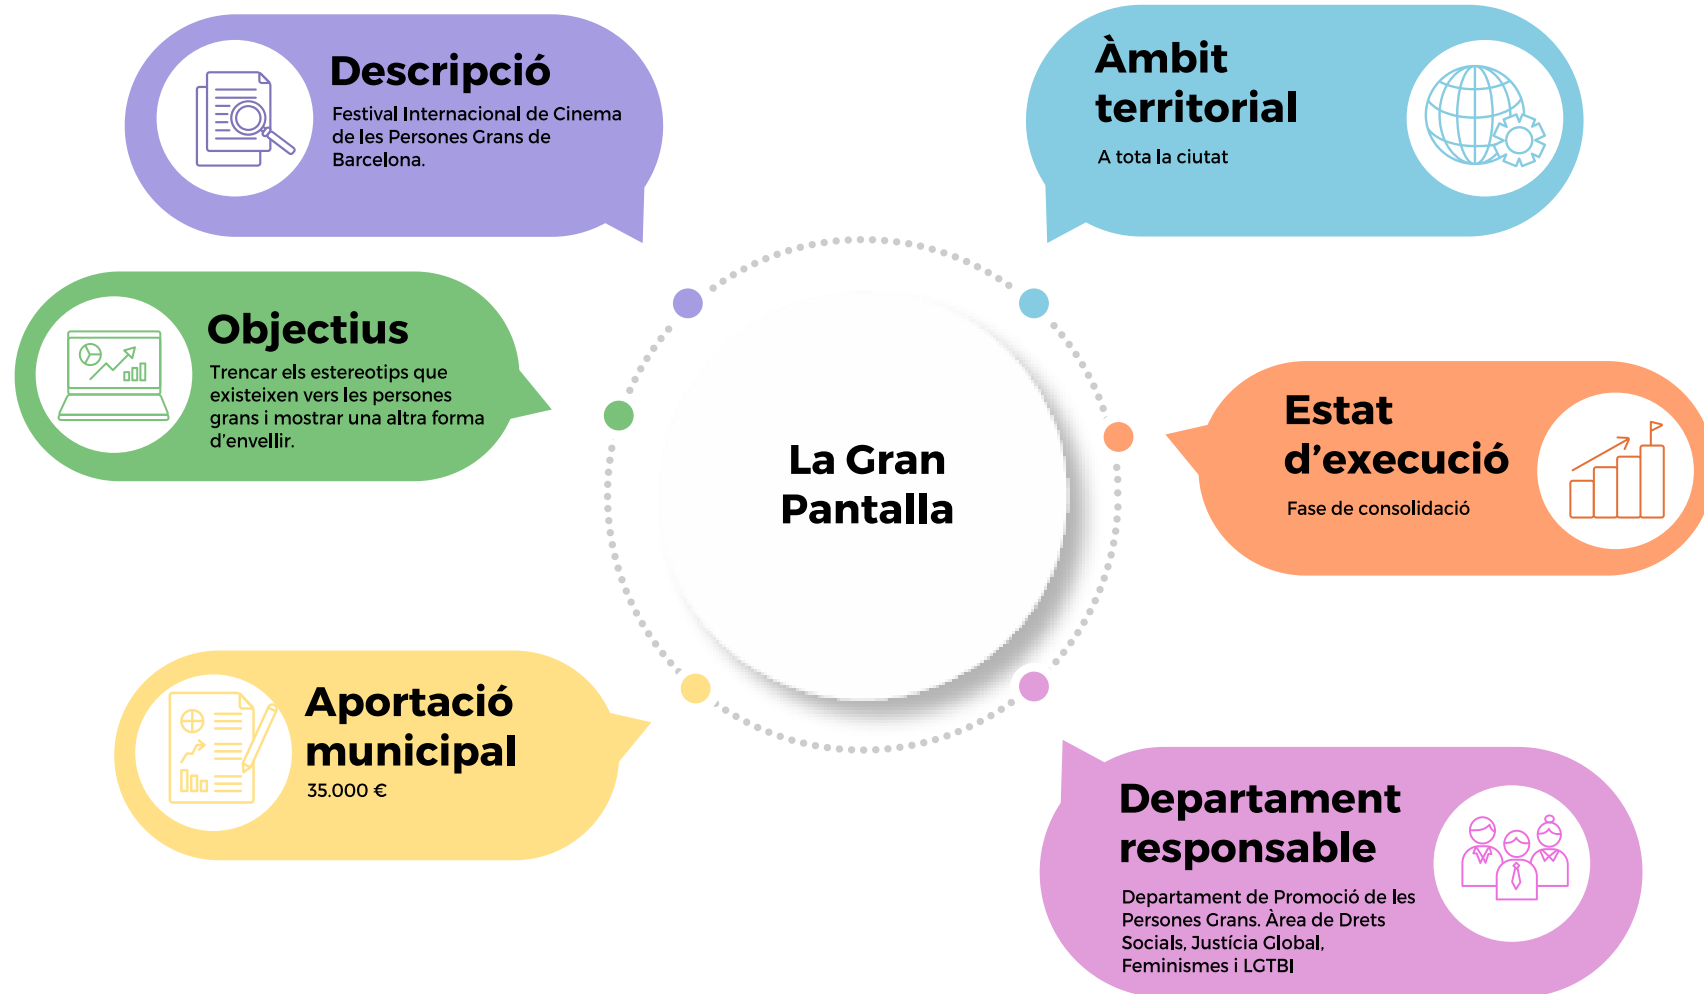 Descripció
Festival Internacional de Cinema
de les Persones Grans de
Barcelona.
Àmbit
territorial
A tota la ciutat
Objectius
Trencar els estereotips que
existeixen vers les persones
grans i mostrar una altra forma
d'envellir.
La Gran
Pantalla
Estat
d'execució
Fase de consolidació
Aportació
municipal
35.000 €
Departament
responsable
Departament de Promoció de les
Persones Grans. Àrea de Drets
Socials, Justícia Global,
Feminismes i LGTBI